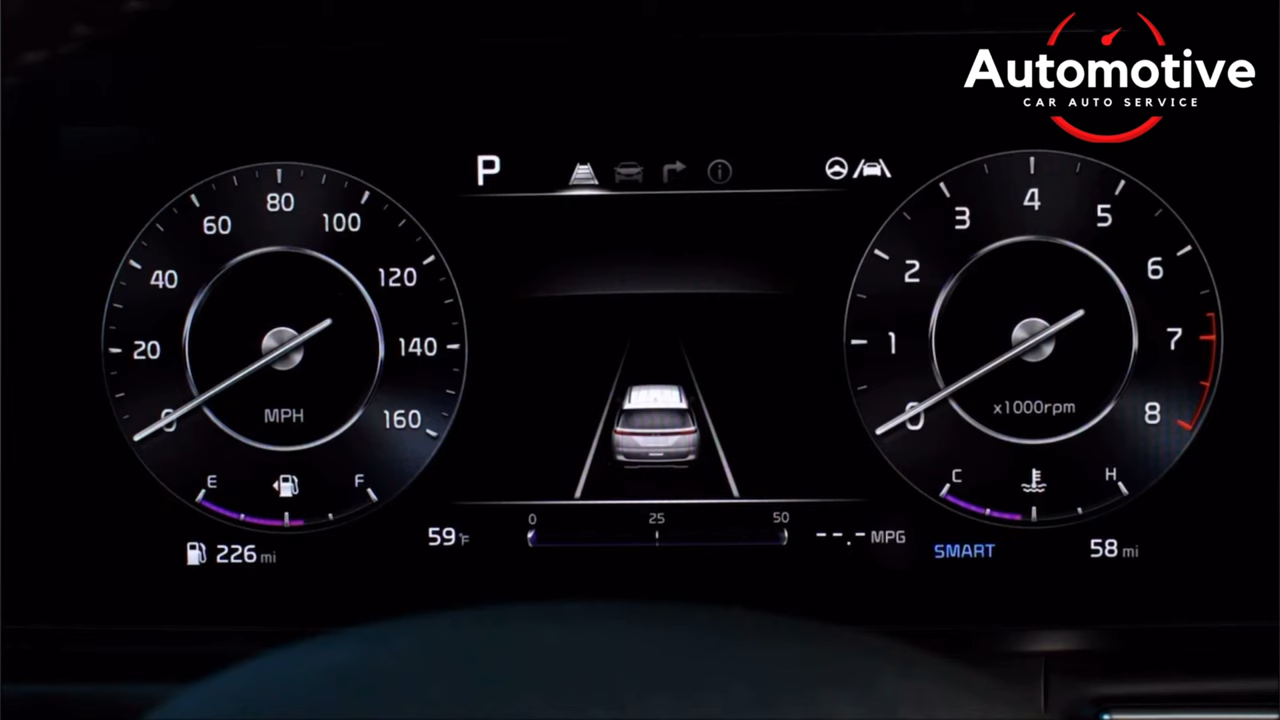 Automotive
CAR AUTO SERVICE
P
80
60
100
40
120
20
140
0
160
MPH
E
F
226 mi
59°F
0
25
50
--.- MPG
4
3
5
2
6
1
7
0
8
x1000rpm
C
H
SMART
58 mi